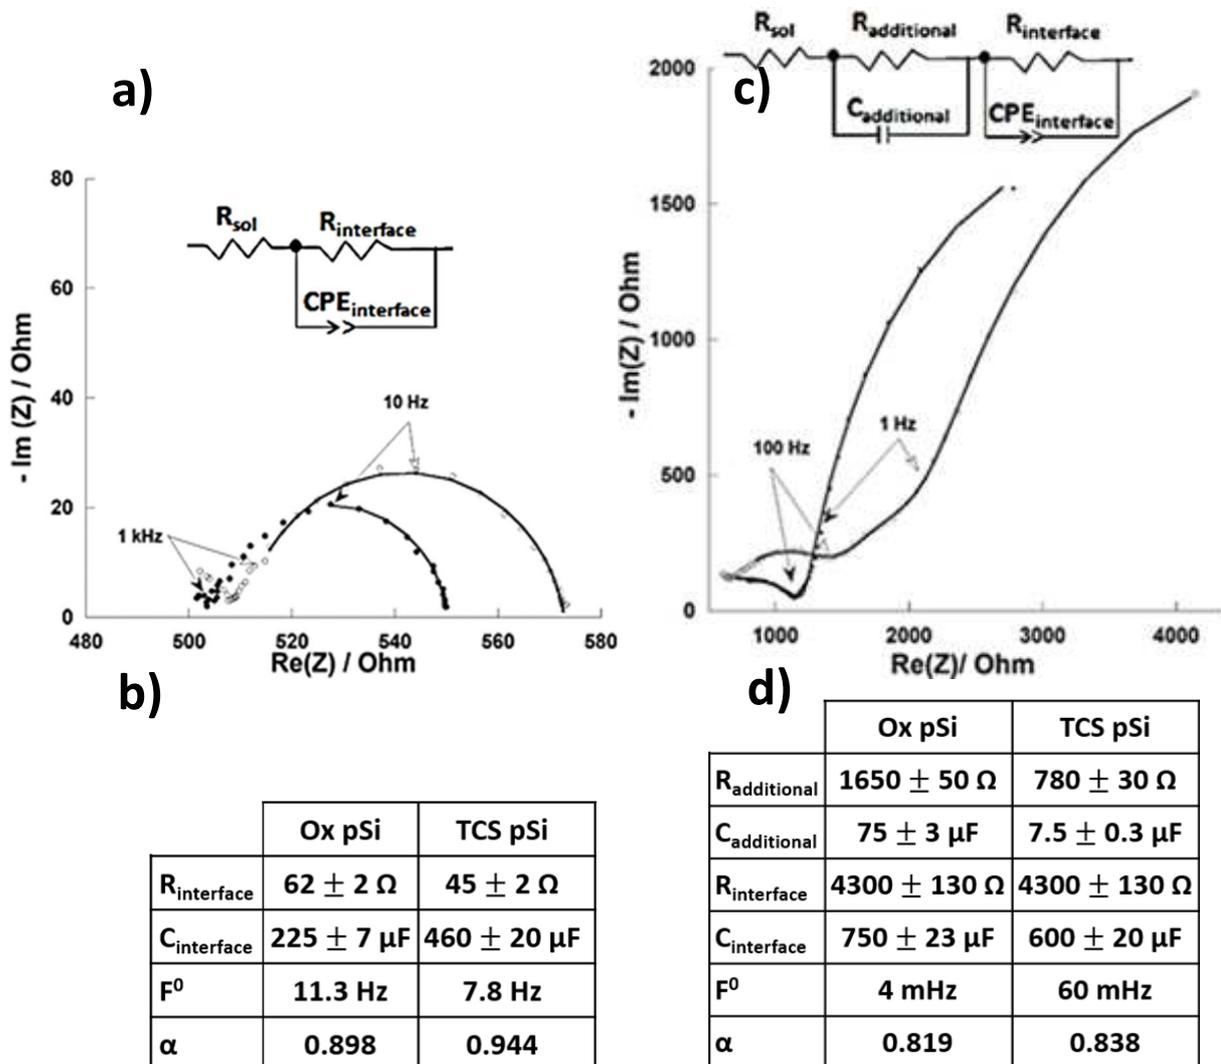 a)
80
60
40
20
0
- Im (Z) / Ohm
R_sol R_interface
CPE_interface
10 Hz
1 kHz
480 500 520 540 560 580
Re(Z) / Ohm
c)
R_sol R_additional R_interface
C_additional CPE_interface
2000
1500
1000
500
0
- Im(Z) / Ohm
100 Hz
1 Hz
1000 2000 3000 4000
Re(Z)/ Ohm
b)
Ox pSi TCS pSi
R_interface 62 ± 2 Ω 45 ± 2 Ω
C_interface 225 ± 7 µF 460 ± 20 µF
F⁰ 11.3 Hz 7.8 Hz
α 0.898 0.944
d)
Ox pSi TCS pSi
R_additional 1650 ± 50 Ω 780 ± 30 Ω
C_additional 75 ± 3 µF 7.5 ± 0.3 µF
R_interface 4300 ± 130 Ω 4300 ± 130 Ω
C_interface 750 ± 23 µF 600 ± 20 µF
F⁰ 4 mHz 60 mHz
α 0.819 0.838